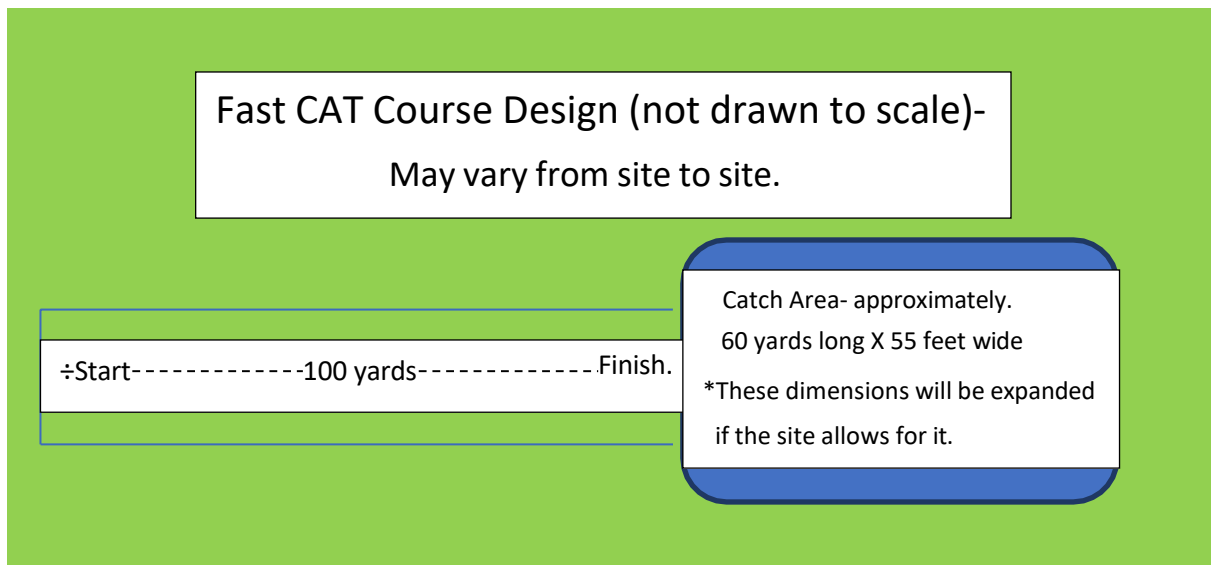 Fast CAT Course Design (not drawn to scale)-
May vary from site to site.
Catch Area- approximately.
60 yards long X 55 feet wide
*These dimensions will be expanded
if the site allows for it.
÷Start-------------100 yards--------------Finish.